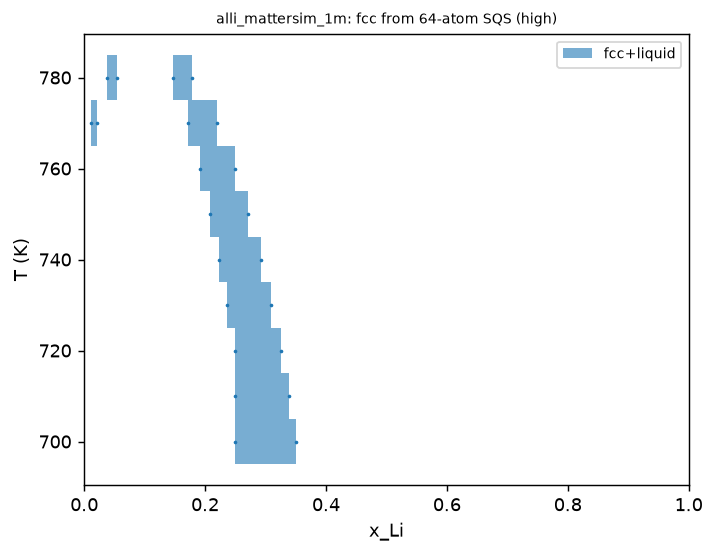 alli_mattersim_1m: fcc from 64-atom SQS (high)
fcc+liquid
T (K)
780
760
740
720
700
0.0 0.2 0.4 0.6 0.8 1.0
x_Li